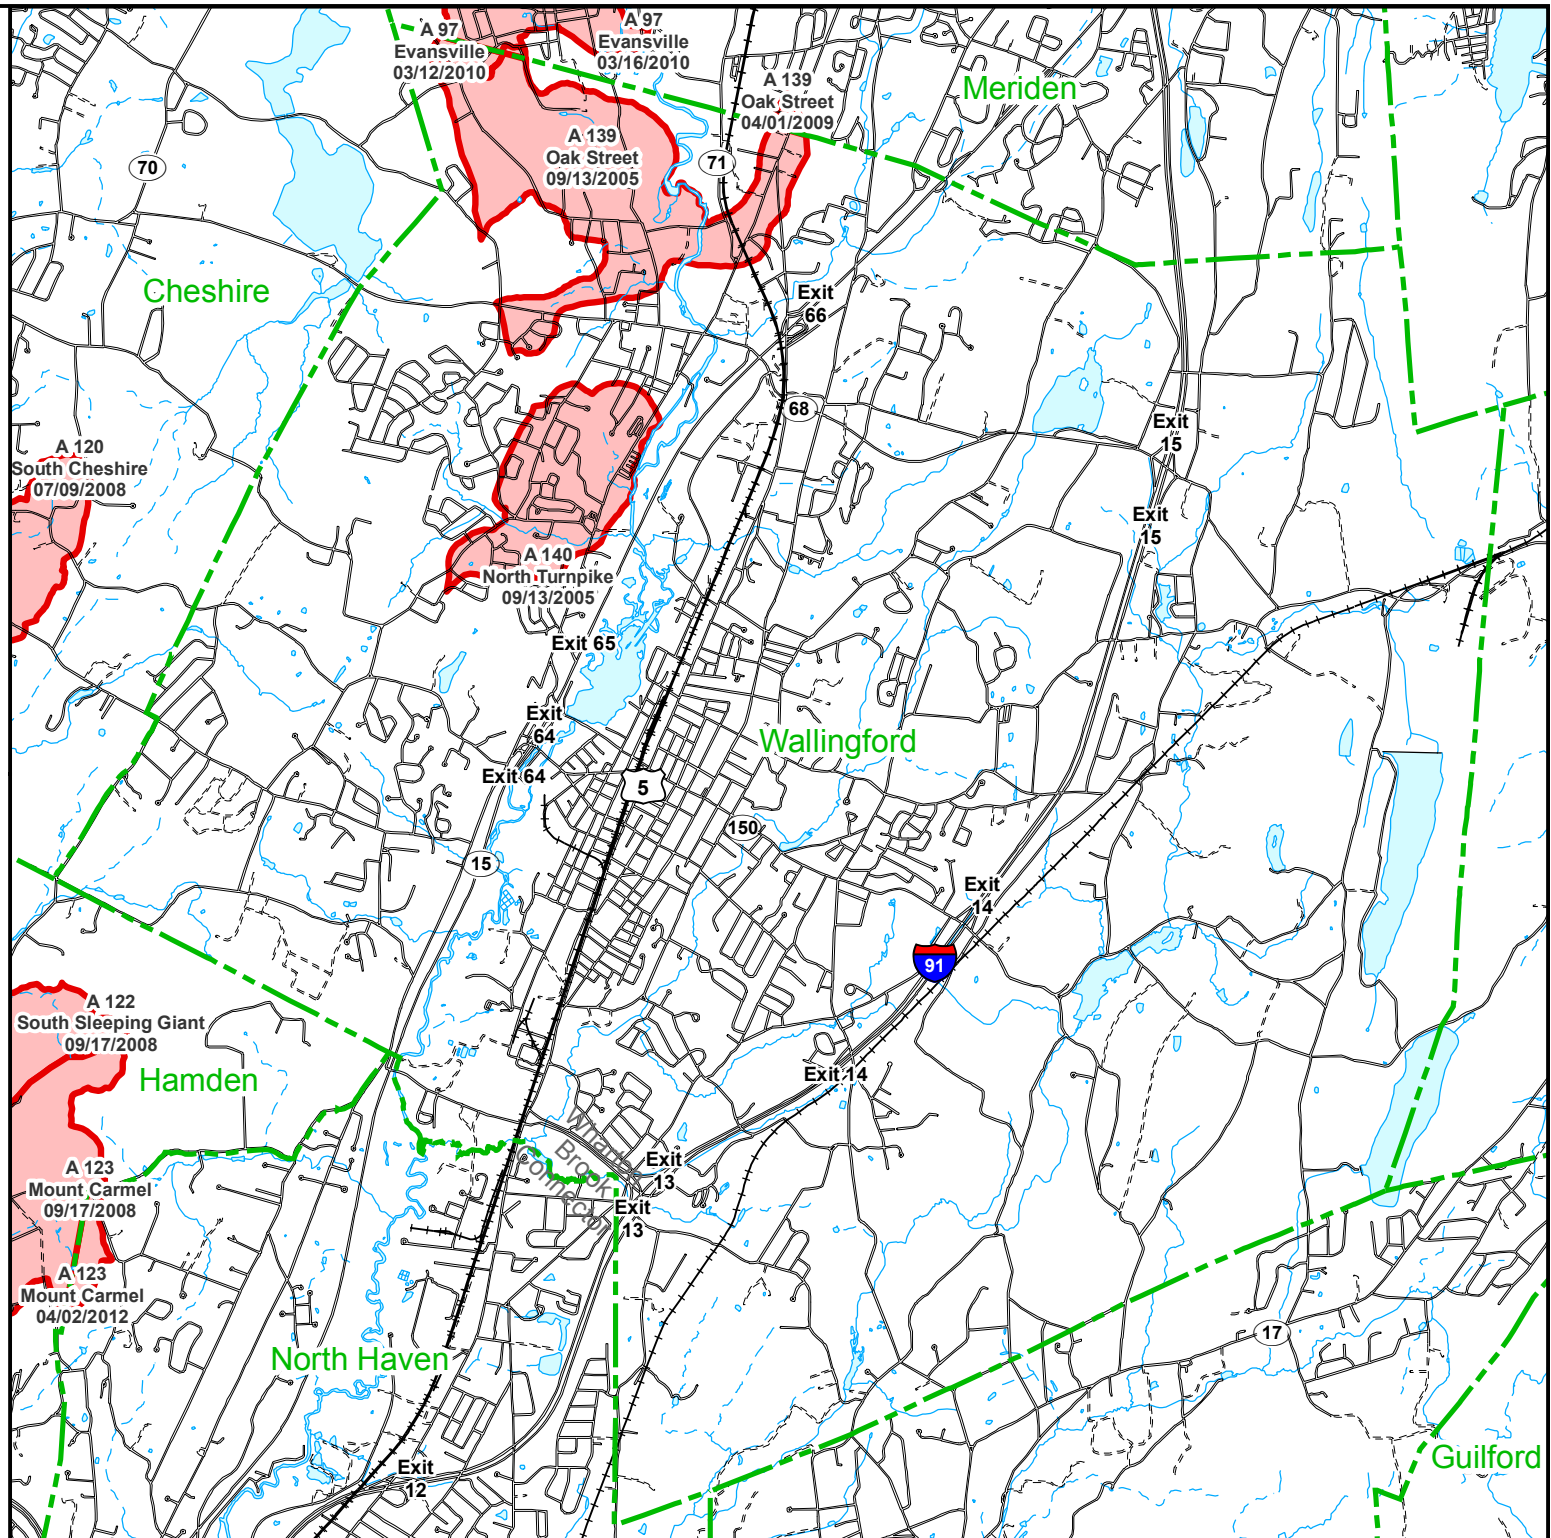 A 97
Evansville
03/12/2010
A 97
Evansville
03/16/2010
A 139
Oak Street
04/01/2009
Meriden
A 139
Oak Street
09/13/2005
70
71
Cheshire
Exit
66
68
Exit
15
A 120
South Cheshire
07/09/2008
Exit
15
A 140
North Turnpike
09/13/2005
Exit 65
Exit
64
Wallingford
Exit 64
5
150
15
Exit
14
91
A 122
South Sleeping Giant
09/17/2008
Hamden
Exit 14
Wharton
Brook
Connector
Exit
13
A 123
Mount Carmel
09/17/2008
Exit
13
A 123
Mount Carmel
04/02/2012
17
North Haven
Guilford
Exit
12